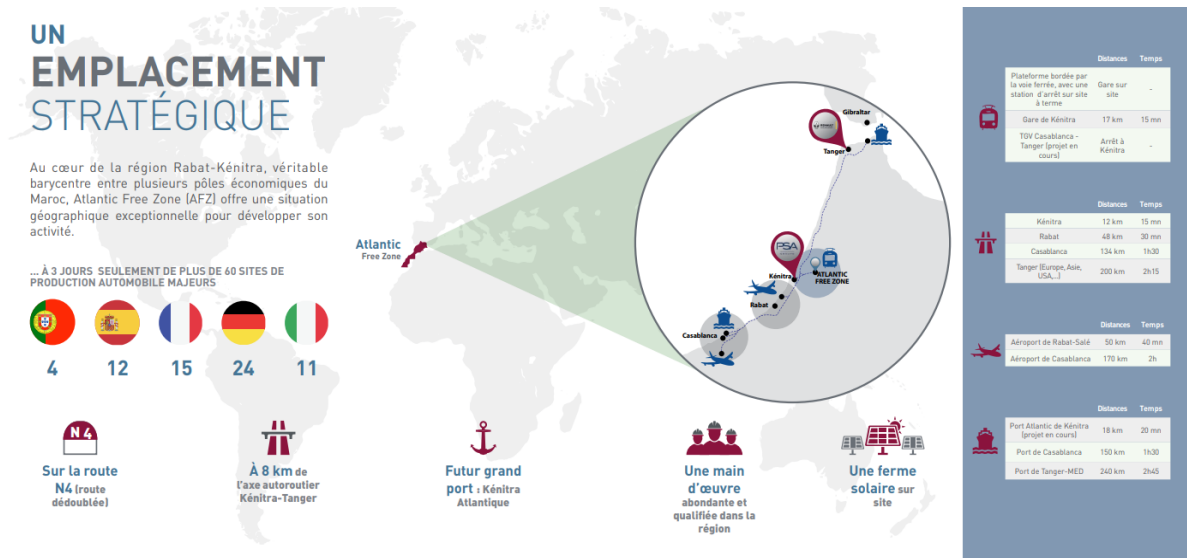 UN
EMPLACEMENT
STRATÉGIQUE
Au cœur de la région Rabat-Kénitra, véritable
barycentre entre plusieurs pôles économiques du
Maroc, Atlantic Free Zone (AFZ) offre une situation
géographique exceptionnelle pour développer son
activité.
... À 3 JOURS SEULEMENT DE PLUS DE 60 SITES DE
PRODUCTION AUTOMOBILE MAJEURS
4 12 15 24 11
Atlantic
Free Zone
Gibraltar
Tanger
PSA
Kénitra
ATLANTIC
FREE ZONE
Rabat
Casablanca
N4
Sur la route
N4 (route
dédoublée)
À 8 km de
l'axe autoroutier
Kénitra-Tanger
Futur grand
port : Kénitra
Atlantique
Une main
d'œuvre
abondante et
qualifiée dans la
région
Une ferme
solaire sur
site
Distances Temps
Plateforme bordée par
la voie ferrée, avec une
station d'arrêt sur site
à terme
Gare sur
site
-
Gare de Kénitra 17 km 15 mn
TGV Casablanca -
Tanger (projet en
cours)
Arrêt à
Kénitra
-
Distances Temps
Kénitra 12 km 15 mn
Rabat 48 km 30 mn
Casablanca 134 km 1h30
Tanger (Europe, Asie,
USA,...)
200 km 2h15
Distances Temps
Aéroport de Rabat-Salé 50 km 40 mn
Aéroport de Casablanca 170 km 2h
Distances Temps
Port Atlantic de Kénitra
(projet en cours)
18 km 20 mn
Port de Casablanca 150 km 1h30
Port de Tanger-MED 240 km 2h45